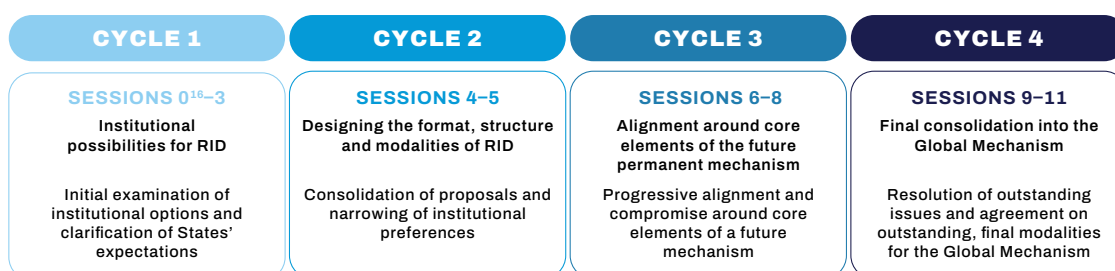 CYCLE 1
SESSIONS 0¹⁶–3
Institutional
possibilities for RID
Initial examination of
institutional options and
clarification of States’
expectations
CYCLE 2
SESSIONS 4–5
Designing the format, structure
and modalities of RID
Consolidation of proposals and
narrowing of institutional
preferences
CYCLE 3
SESSIONS 6–8
Alignment around core
elements of the future
permanent mechanism
Progressive alignment and
compromise around core
elements of a future
mechanism
CYCLE 4
SESSIONS 9–11
Final consolidation into the
Global Mechanism
Resolution of outstanding
issues and agreement on
outstanding, final modalities
for the Global Mechanism